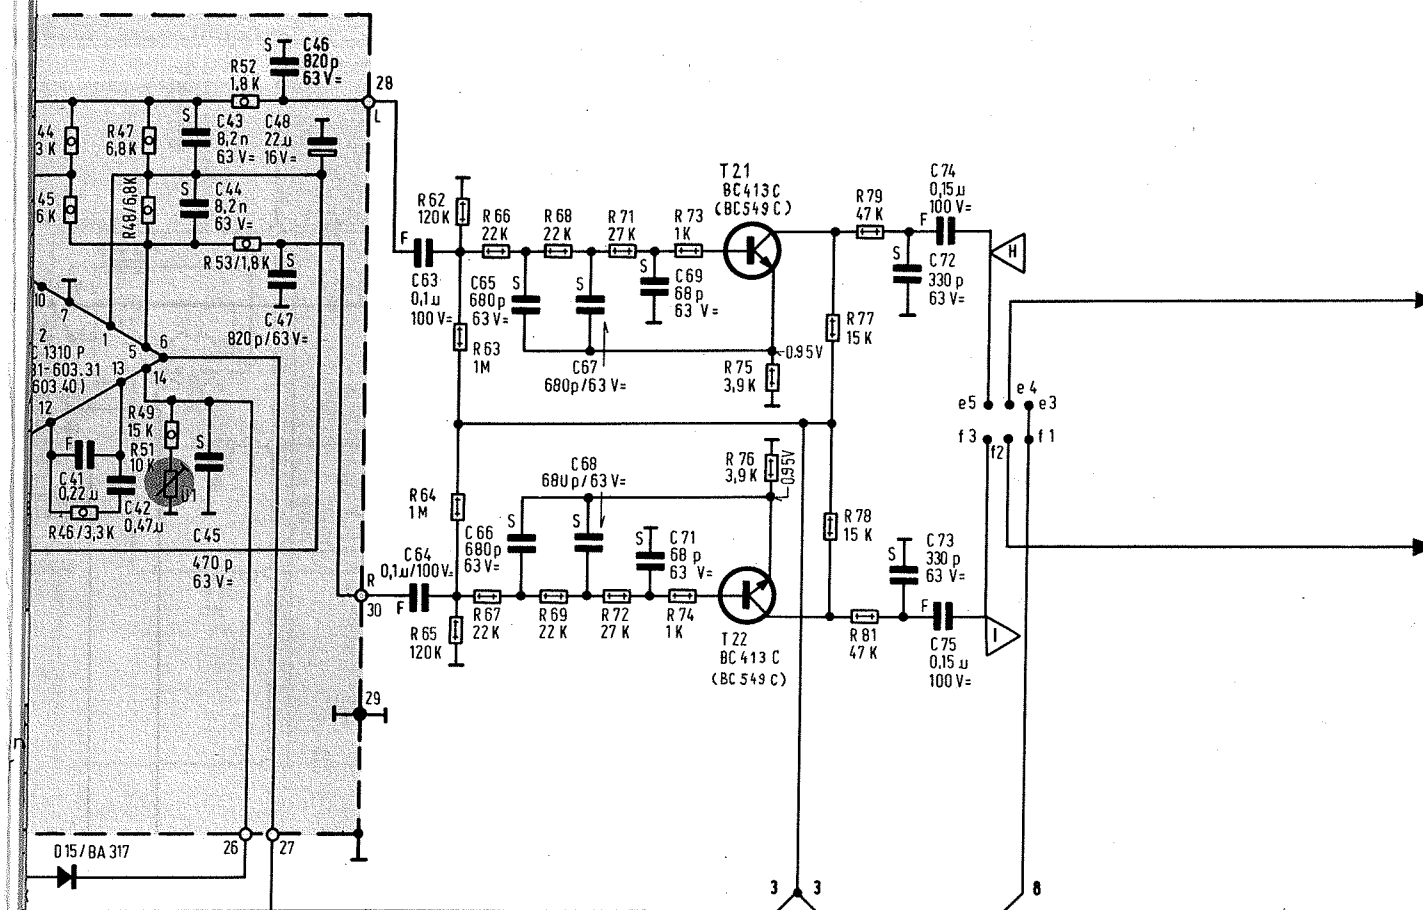 S
C46
820p
63V=
R52
1,8K
28
L
44
3K
R47
6,8K
S
C43
8,2n
63V=
C48
22µ
16V=
45
6K
R48/6,8K
S
C44
8,2n
63V=
R53/1,8K
S
C47
820p/63V=
10
7
1
5
6
2
C1310P
31-603.31
603.40)
13
14
12
F
C41
0,22µ
R46/3,3K
C42
0,47µ
R49
15K
R51
10K
U1
S
C45
470p
63V=
R
30
29
26
27
D15/BA317
F
C63
0,1µ
100V=
R62
120K
R63
1M
R66
22K
R68
22K
R71
27K
R73
1K
S
C65
680p
63V=
S
C67
680p/63V=
S
C69
68p
63V=
T21
BC413C
(BC549C)
R75
3,9K
0.95V
R77
15K
R79
47K
S
C72
330p
63V=
F
C74
0,15µ
100V=
H
e5
e4
e3
f3
f2
f1
R64
1M
R65
120K
C64
0,1µ/100V=
F
S
C66
680p
63V=
S
C68
680p/63V=
S
C71
68p
63V=
R76
3,9K
0.95V
R67
22K
R69
22K
R72
27K
R74
1K
T22
BC413C
(BC549C)
R78
15K
R81
47K
S
C73
330p
63V=
F
C75
0,15µ
100V=
I
3
3
8
n